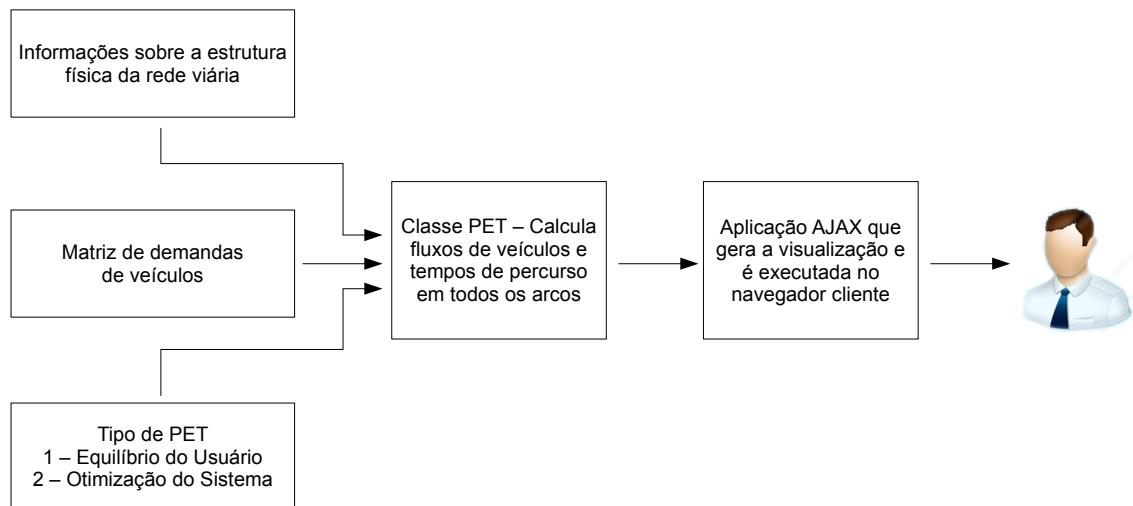 Informações sobre a estrutura
física da rede viária
Matriz de demandas
de veículos
Tipo de PET
1 – Equilíbrio do Usuário
2 – Otimização do Sistema
Classe PET – Calcula
fluxos de veículos e
tempos de percurso
em todos os arcos
Aplicação AJAX que
gera a visualização e
é executada no
navegador cliente